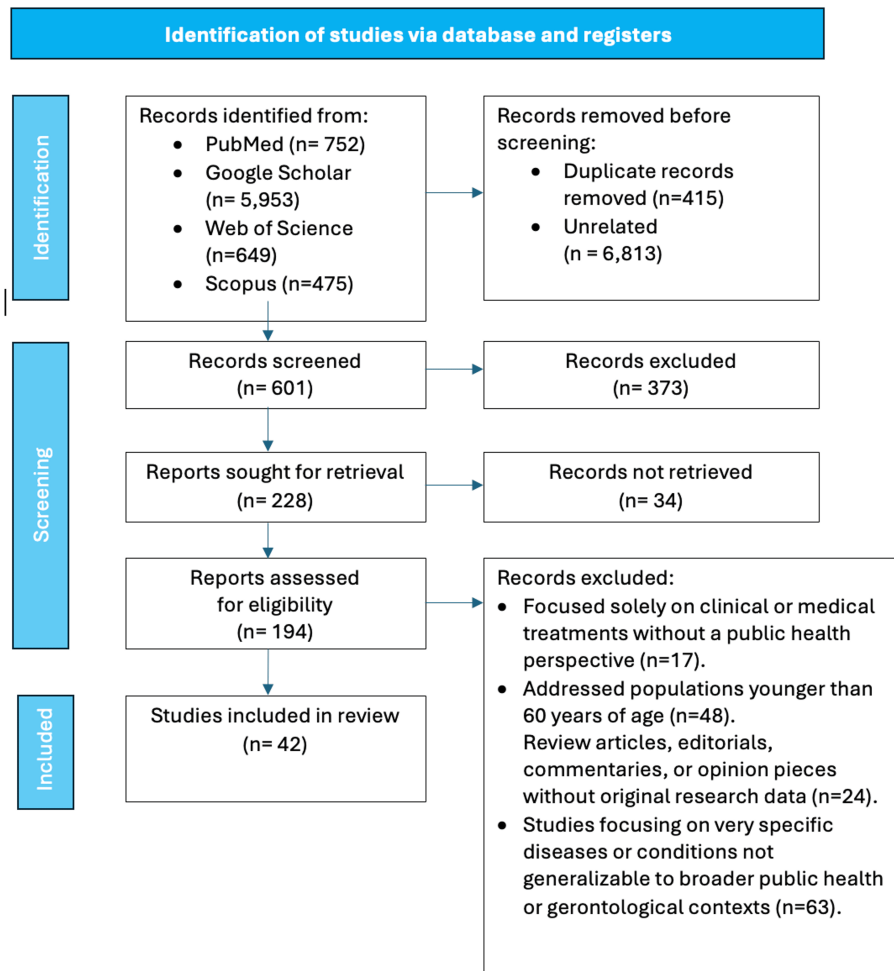 Identification of studies via database and registers
Identification
Records identified from:
• PubMed (n= 752)
• Google Scholar
(n= 5,953)
• Web of Science
(n=649)
• Scopus (n=475)
Records removed before
screening:
• Duplicate records
removed (n=415)
• Unrelated
(n = 6,813)
Screening
Records screened
(n= 601)
Records excluded
(n= 373)
Reports sought for retrieval
(n= 228)
Records not retrieved
(n= 34)
Reports assessed
for eligibility
(n= 194)
Records excluded:
• Focused solely on clinical or medical
treatments without a public health
perspective (n=17).
• Addressed populations younger than
60 years of age (n=48).
Review articles, editorials,
commentaries, or opinion pieces
without original research data (n=24).
• Studies focusing on very specific
diseases or conditions not
generalizable to broader public health
or gerontological contexts (n=63).
Included
Studies included in review
(n= 42)